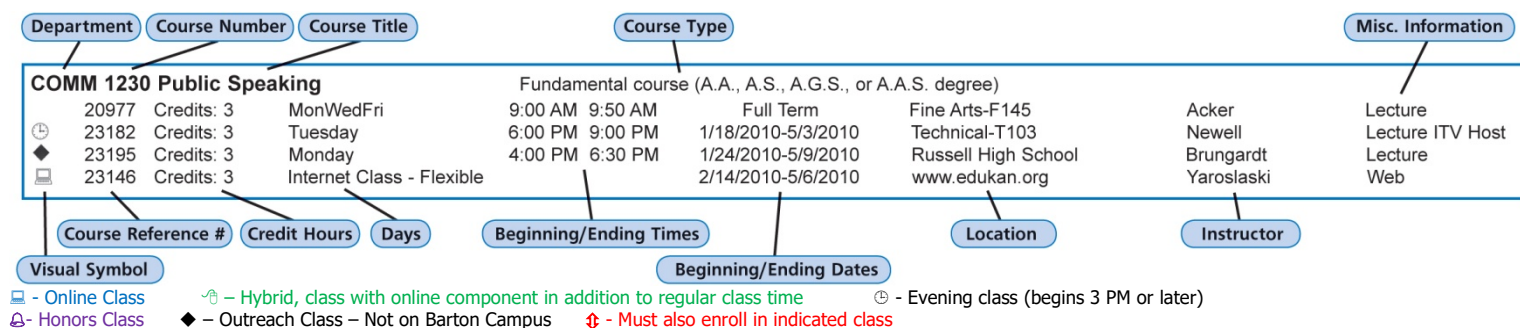 Department Course Number Course Title Course Type Misc. Information
COMM 1230 Public Speaking Fundamental course (A.A., A.S., A.G.S., or A.A.S. degree)
20977 Credits: 3 MonWedFri 9:00 AM 9:50 AM Full Term Fine Arts-F145 Acker Lecture
23182 Credits: 3 Tuesday 6:00 PM 9:00 PM 1/18/2010-5/3/2010 Technical-T103 Newell Lecture ITV Host
◆ 23195 Credits: 3 Monday 4:00 PM 6:30 PM 1/24/2010-5/9/2010 Russell High School Brungardt Lecture
23146 Credits: 3 Internet Class - Flexible 2/14/2010-5/6/2010 www.edukan.org Yaroslaski Web
Course Reference # Credit Hours Days Beginning/Ending Times Location Instructor
Visual Symbol Beginning/Ending Dates
- Online Class – Hybrid, class with online component in addition to regular class time - Evening class (begins 3 PM or later)
- Honors Class ◆ – Outreach Class – Not on Barton Campus - Must also enroll in indicated class